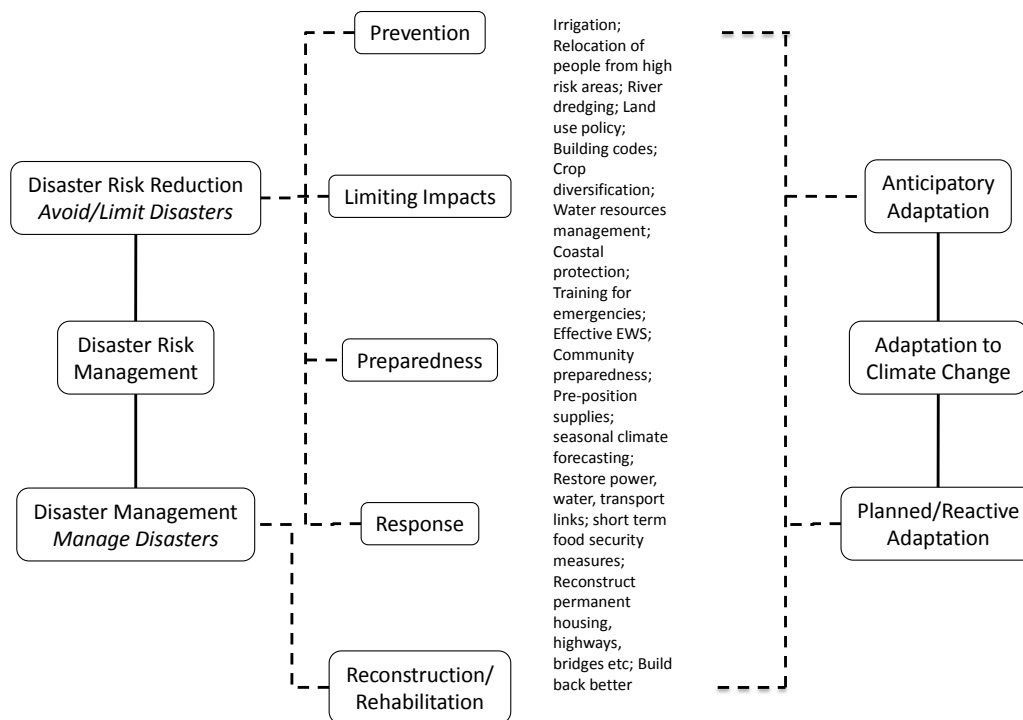 Prevention
Disaster Risk Reduction
Avoid/Limit Disasters
Limiting Impacts
Disaster Risk
Management
Preparedness
Disaster Management
Manage Disasters
Response
Reconstruction/
Rehabilitation
Irrigation;
Relocation of
people from high
risk areas; River
dredging; Land
use policy;
Building codes;
Crop
diversification;
Water resources
management;
Coastal
protection;
Training for
emergencies;
Effective EWS;
Community
preparedness;
Pre-position
supplies;
seasonal climate
forecasting;
Restore power,
water, transport
links; short term
food security
measures;
Reconstruct
permanent
housing,
highways,
bridges etc; Build
back better
Anticipatory
Adaptation
Adaptation to
Climate Change
Planned/Reactive
Adaptation